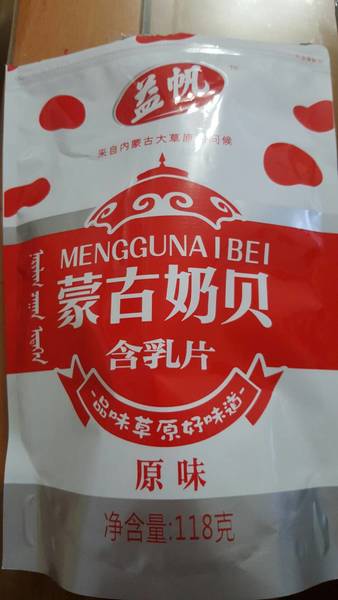 益帆
™
来自内蒙古大草原的问候
MENGGUNAIBEI
蒙古奶贝
含乳片
品味草原好味道
原味
净含量:118克